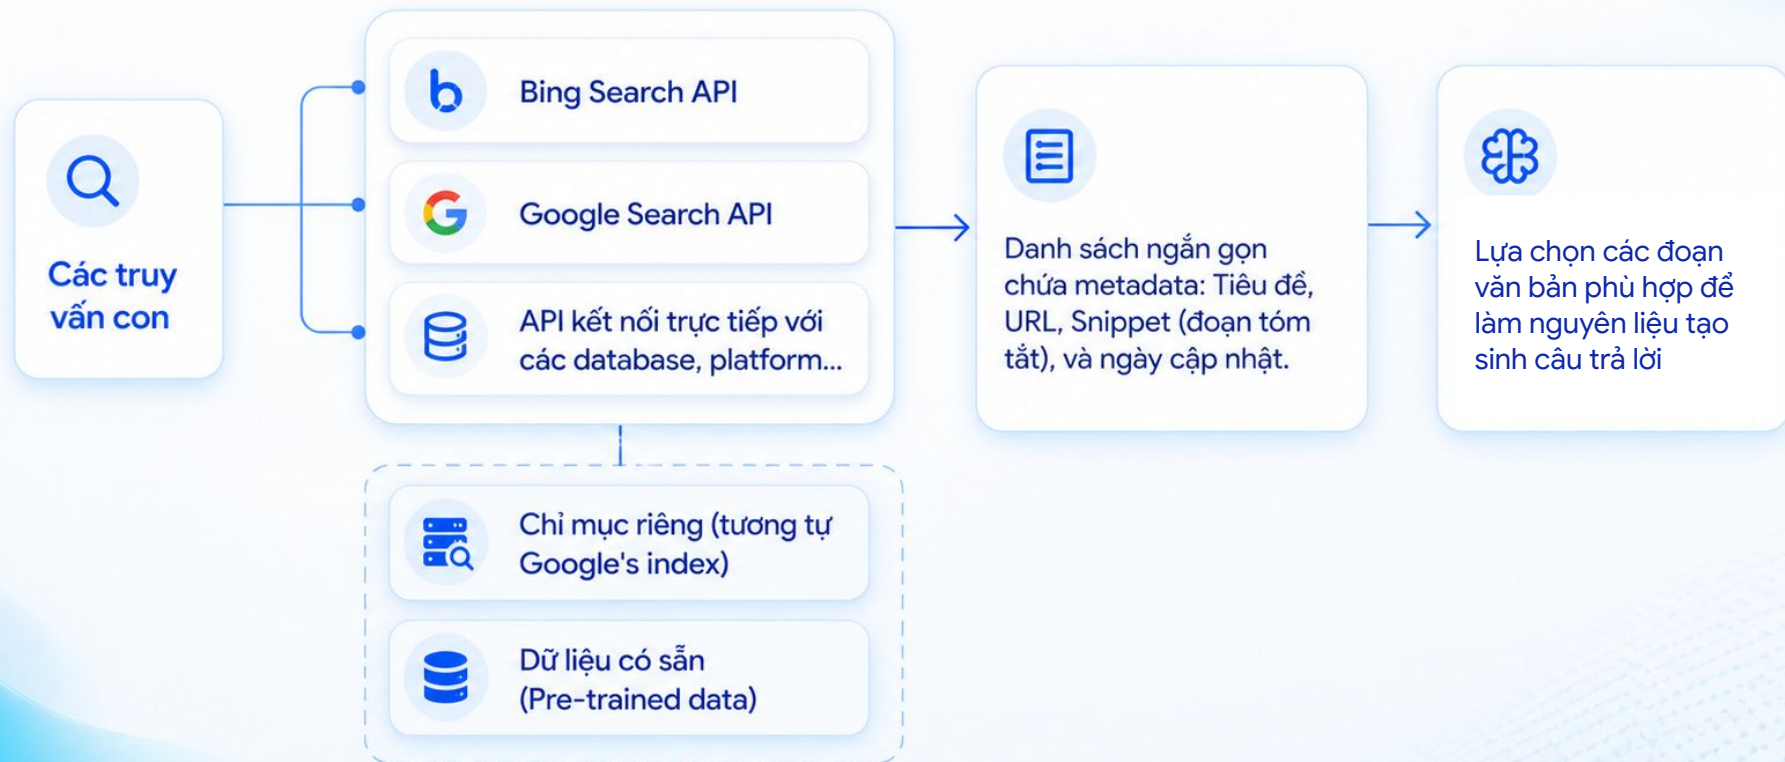 Các truy
vấn con
Bing Search API
Google Search API
API kết nối trực tiếp với
các database, platform...
Chỉ mục riêng (tương tự
Google's index)
Dữ liệu có sẵn
(Pre-trained data)
Danh sách ngắn gọn
chứa metadata: Tiêu đề,
URL, Snippet (đoạn tóm
tắt), và ngày cập nhật.
Lựa chọn các đoạn
văn bản phù hợp để
làm nguyên liệu tạo
sinh câu trả lời